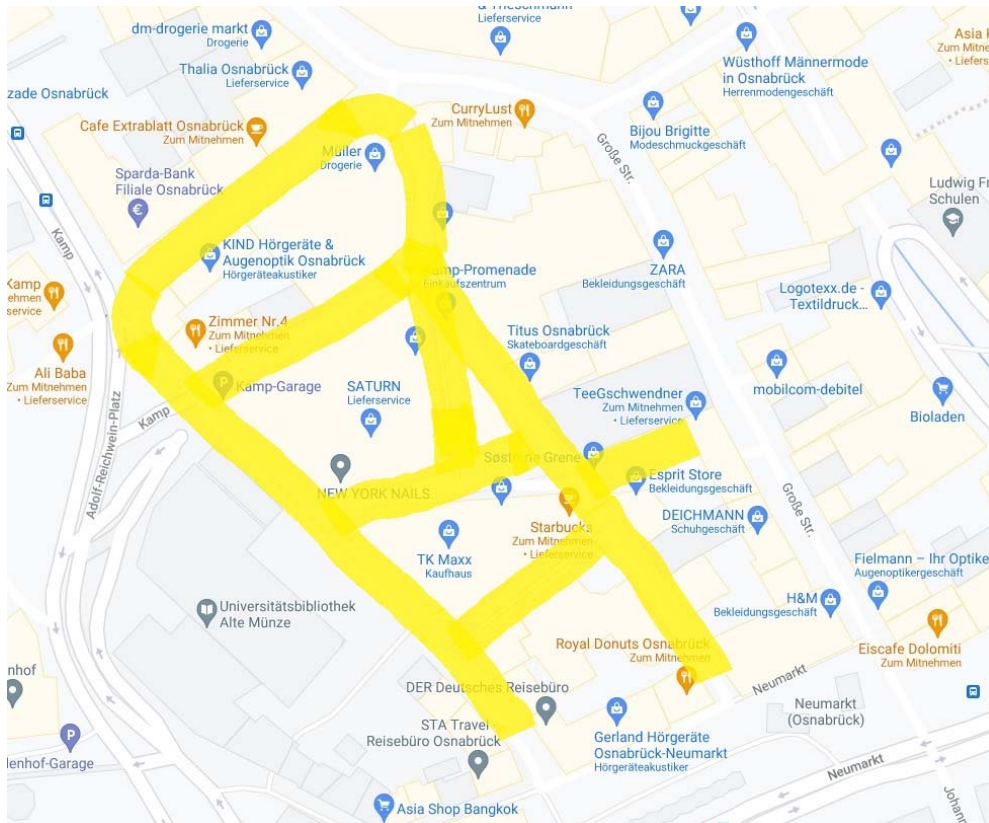 & Trieschmann
Lieferservice
dm-drogerie markt
Drogerie
Asia
Zum Mitne
• Liefers
Wüsthoff Männermode
in Osnabrück
Herrenmodengeschäft
Thalia Osnabrück
Lieferservice
zade Osnabrück
CurryLust
Zum Mitnehmen
Cafe Extrablatt Osnabrück
Zum Mitnehmen
Bijou Brigitte
Modeschmuckgeschäft
Große Str.
Müller
Drogerie
Sparda-Bank
Filiale Osnabrück
Ludwig Fr
Schulen
Kamp
KIND Hörgeräte &
Augenoptik Osnabrück
Hörgeräteakustiker
Kamp-Promenade
Einkaufszentrum
ZARA
Bekleidungsgeschäft
Logotexx.de -
Textildruck...
Kamp
ehmen
service
Zimmer Nr.4
Zum Mitnehmen
• Lieferservice
Titus Osnabrück
Skateboardgeschäft
Ali Baba
Zum Mitnehmen
• Lieferservice
Kamp-Garage
SATURN
Lieferservice
TeeGschwendner
Zum Mitnehmen
• Lieferservice
mobilcom-debitel
Bioladen
Kamp
Adolf-Reichwein-Platz
Søstrene Grene
NEW YORK NAILS
Esprit Store
Bekleidungsgeschäft
Große Str.
Starbucks
Zum Mitnehmen
• Lieferservice
DEICHMANN
Schuhgeschäft
TK Maxx
Kaufhaus
Fielmann – Ihr Optike
Augenoptikergeschäft
Universitätsbibliothek
Alte Münze
H&M
Bekleidungsgeschäft
Royal Donuts Osnabrück
Zum Mitnehmen
Eiscafe Dolomiti
Zum Mitnehmen
nhof
DER Deutsches Reisebüro
Neumarkt
Neumarkt
(Osnabrück)
STA Travel -
Reisebüro Osnabrück
Gerland Hörgeräte
Osnabrück-Neumarkt
Hörgeräteakustiker
lenhof-Garage
Neumarkt
Asia Shop Bangkok
Johann